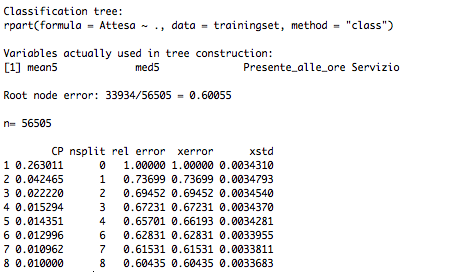 Classification tree:
rpart(formula = Attesa ~ ., data = trainingset, method = "class")
Variables actually used in tree construction:
[1] mean5 med5 Presente_alle_ore Servizio
Root node error: 33934/56505 = 0.60055
n= 56505
CP nsplit rel error xerror xstd
1 0.263011 0 1.00000 1.00000 0.0034310
2 0.042465 1 0.73699 0.73699 0.0034793
3 0.022220 2 0.69452 0.69452 0.0034540
4 0.015294 3 0.67231 0.67231 0.0034370
5 0.014351 4 0.65701 0.66193 0.0034281
6 0.012996 6 0.62831 0.62831 0.0033955
7 0.010962 7 0.61531 0.61531 0.0033811
8 0.010000 8 0.60435 0.60435 0.0033683